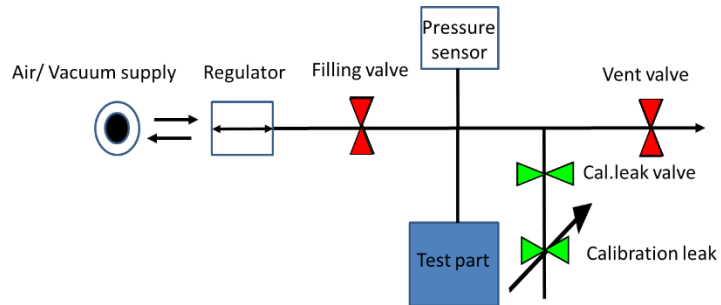 Pressure
sensor
Air/ Vacuum supply
Regulator
Filling valve
Vent valve
Cal.leak valve
Test part
Calibration leak